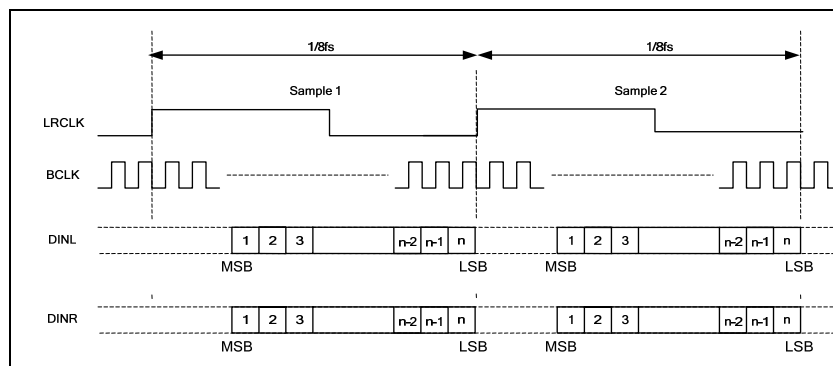 1/8fs 1/8fs
Sample 1 Sample 2
LRCLK
BCLK
DINL 1 2 3 n-2 n-1 n 1 2 3 n-2 n-1 n
MSB LSB MSB LSB
DINR 1 2 3 n-2 n-1 n 1 2 3 n-2 n-1 n
MSB LSB MSB LSB